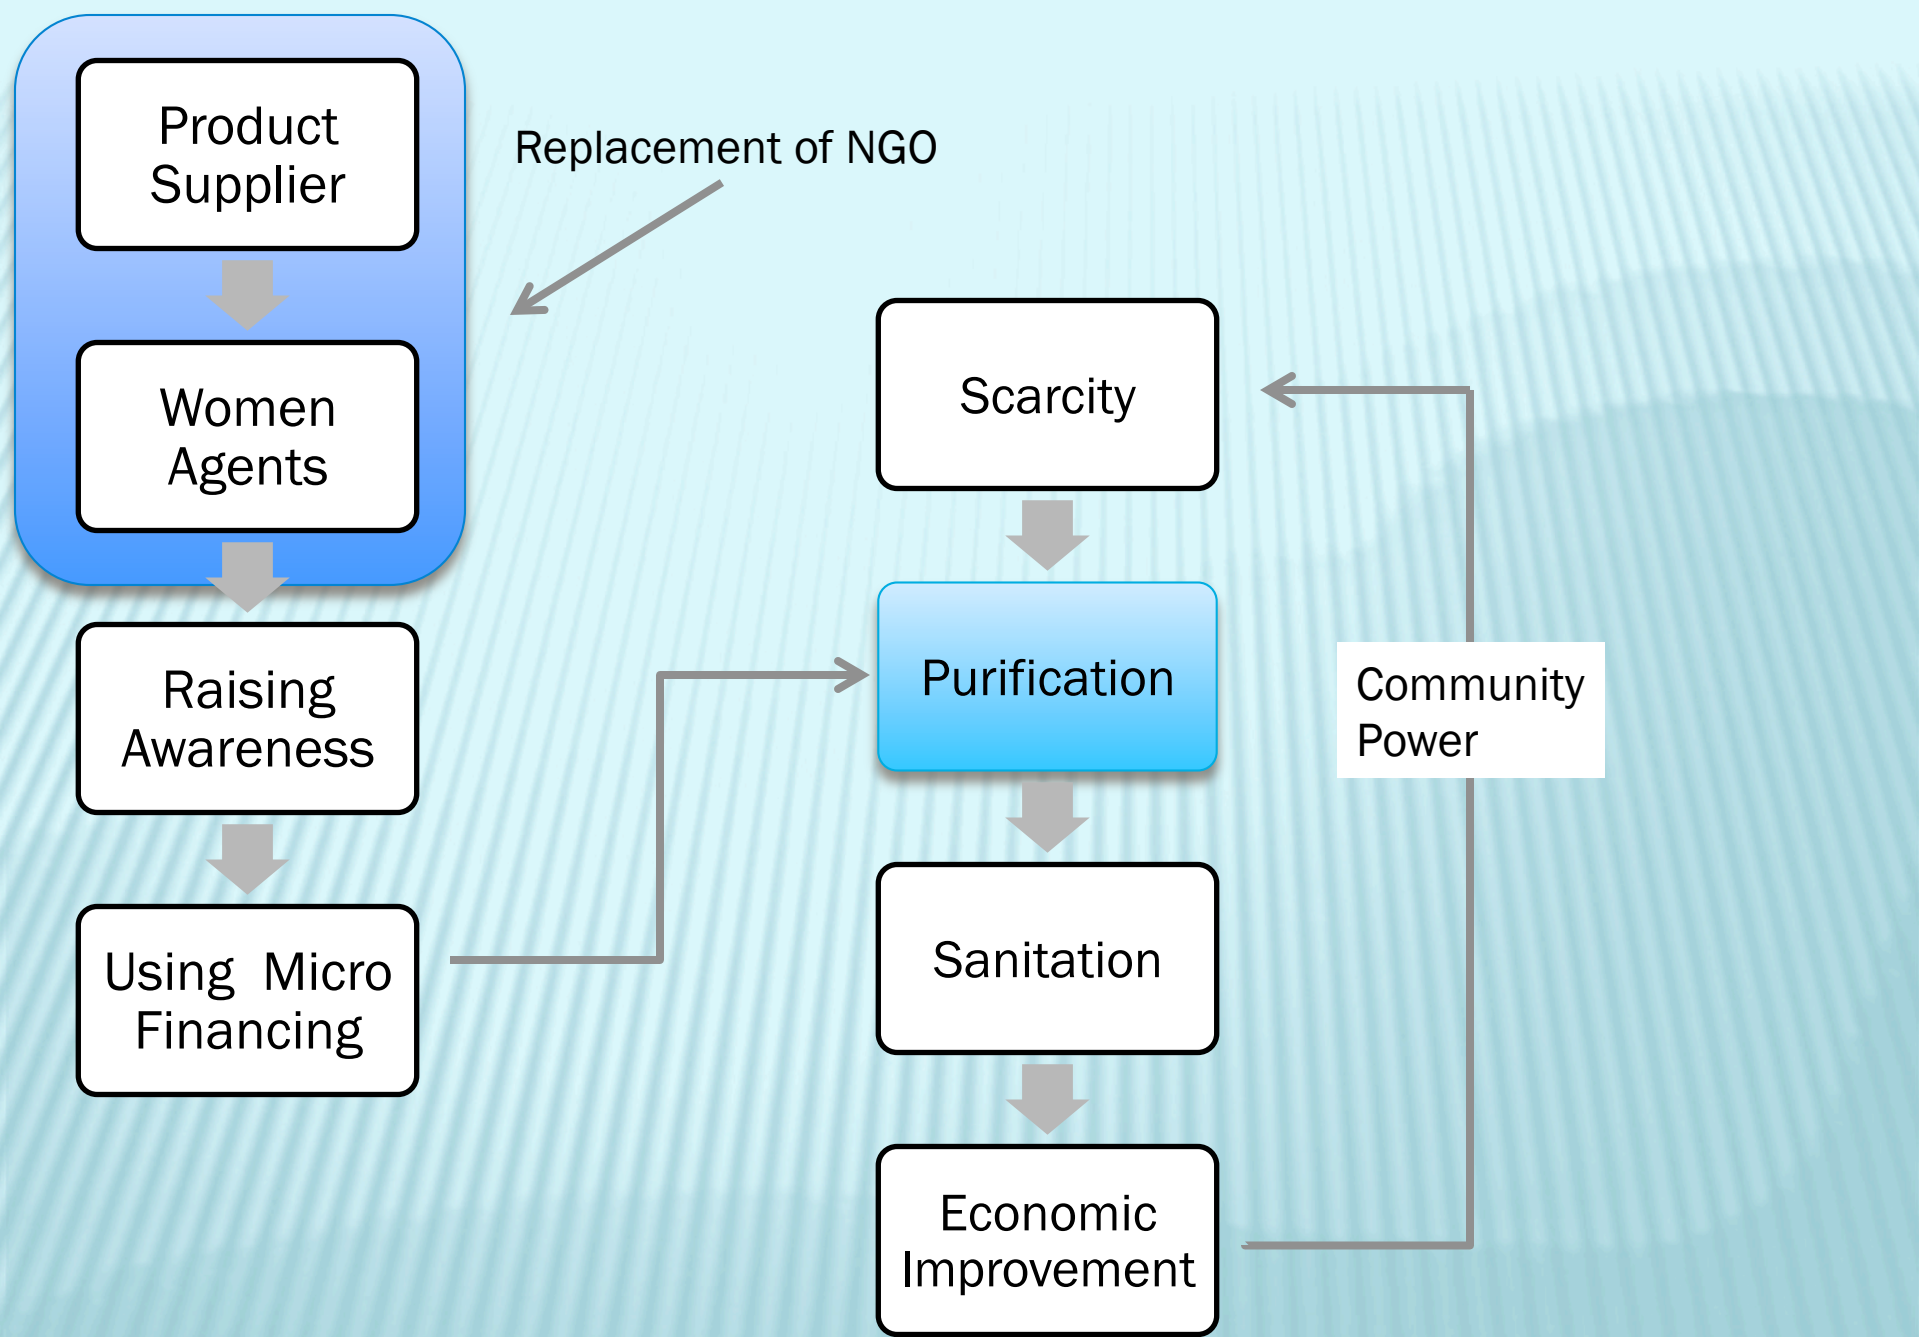 Product
Supplier
Replacement of NGO
Women
Agents
Raising
Awareness
Using  Micro
Financing
Scarcity
Purification
Sanitation
Economic
Improvement
Community
Power